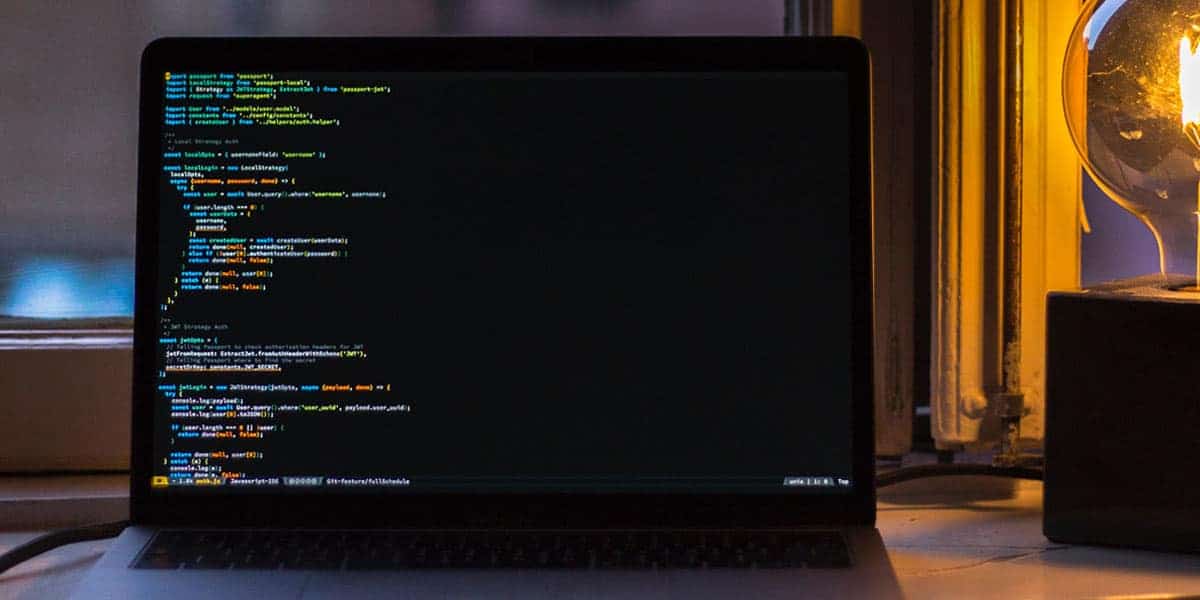 import passport from "passport";
import LocalStrategy from "passport-local";
import { Strategy as JWTStrategy, ExtractJwt } from "passport-jwt";
import request from "superagent";
import User from "../models/user.model";
import constants from "../config/constants";
import { createUser } from "../helpers/auth.helper";
/**
* Local Strategy Auth
*/
const localOpts = { usernameField: "username" };
const localLogin = new LocalStrategy(
localOpts,
async (username, password, done) => {
try {
const user = await User.query().where("username", username);
if (user.length === 0) {
const userData = {
username,
password,
};
const createdUser = await createUser(userData);
return done(null, createdUser);
} else if (!user[0].authenticateUser(password)) {
return done(null, false);
}
return done(null, user[0]);
} catch (e) {
return done(null, false);
}
},
);
/**
* JWT Strategy Auth
*/
const jwtOpts = {
// Telling Passport to check authorization headers for JWT
jwtFromRequest: ExtractJwt.fromAuthHeaderWithScheme("JWT"),
// Telling Passport where to find the secret
secretOrKey: constants.JWT_SECRET,
};
const jwtLogin = new JWTStrategy(jwtOpts, async (payload, done) => {
try {
console.log(payload);
const user = await User.query().where("user_uuid", payload.user_uuid);
console.log(user[0].toJSON());
if (user.length === 0 || !user) {
return done(null, false);
}
return done(null, user[0]);
} catch (e) {
console.log(e);
return done(e, false);
- 1.8k auth.js Javascript-IDE Git-feature/fullSchedule unix | 1: 0 Top